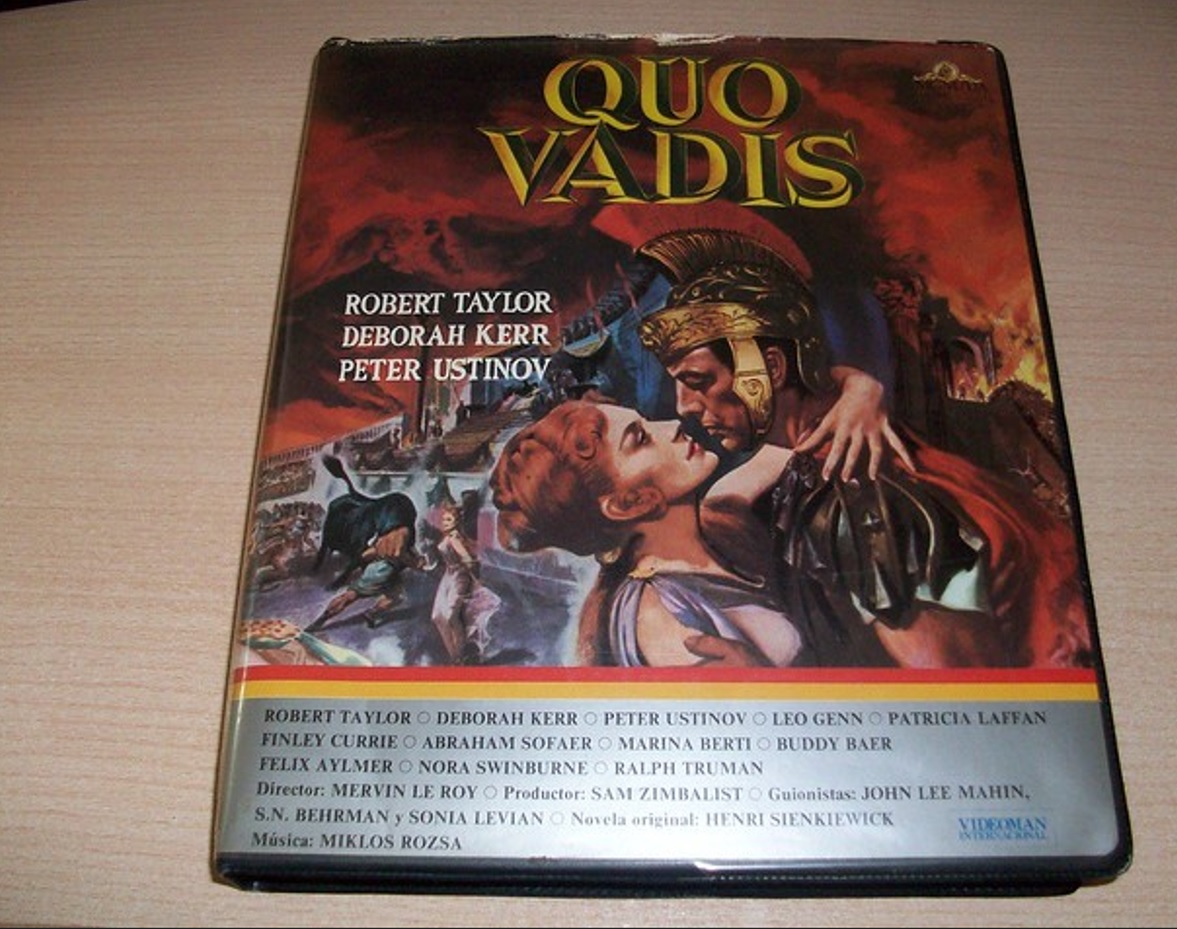 QUO
VADIS
ROBERT TAYLOR
DEBORAH KERR
PETER USTINOV
ROBERT TAYLOR ○ DEBORAH KERR ○ PETER USTINOV ○ LEO GENN ○ PATRICIA LAFFAN
FINLEY CURRIE ○ ABRAHAM SOFAER ○ MARINA BERTI ○ BUDDY BAER
FELIX AYLMER ○ NORA SWINBURNE ○ RALPH TRUMAN
Director: MERVIN LE ROY ○ Productor: SAM ZIMBALIST ○ Guionistas: JOHN LEE MAHIN,
S.N. BEHRMAN y SONIA LEVIAN ○ Novela original: HENRI SIENKIEWICK
Música: MIKLOS ROZSA
VIDEOMAN
INTERNACIONAL